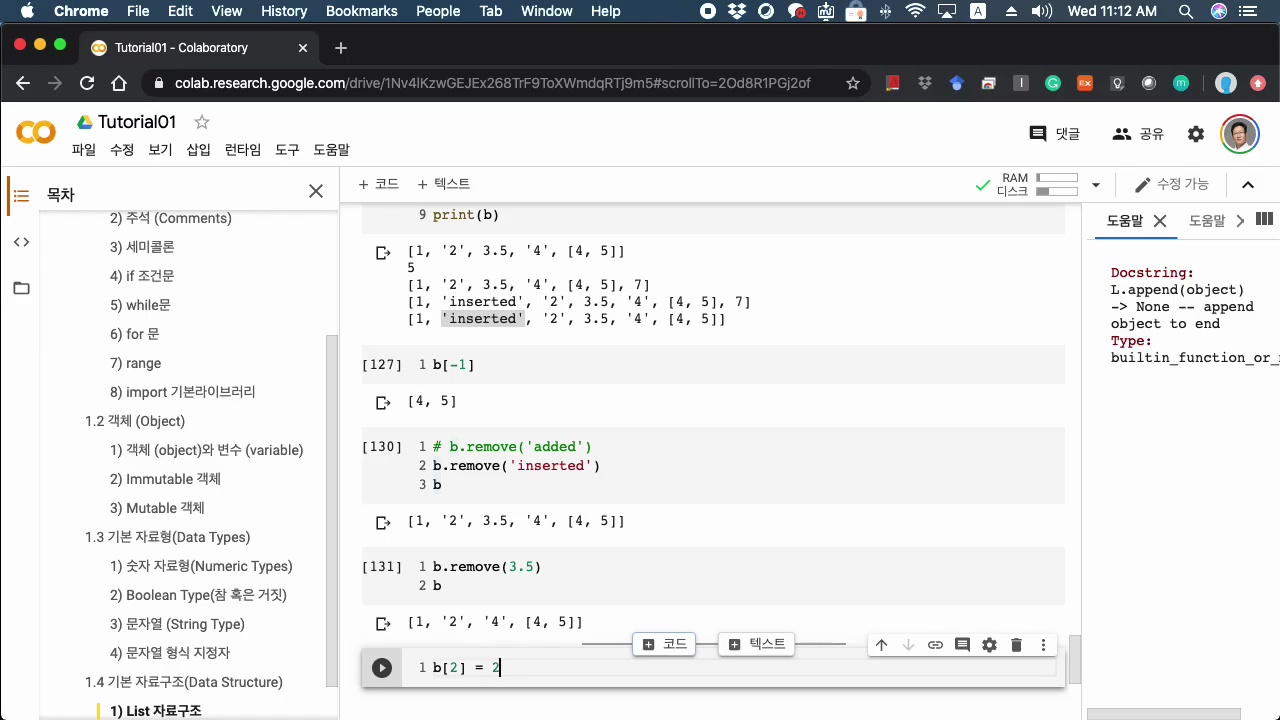 Chrome File Edit View History Bookmarks People Tab Window Help A Wed 11:12 AM
Tutorial01 - Colaboratory
colab.research.google.com/drive/1Nv4lKzwGEJEx268TrF9ToXWmdqRTj9m5#scrollTo=2Od8R1PGj2of
Tutorial01
파일 수정 보기 삽입 런타임 도구 도움말
댓글 공유
목차
+ 코드 + 텍스트
RAM
디스크
수정 가능
2) 주석 (Comments)
3) 세미콜론
4) if 조건문
5) while문
6) for 문
7) range
8) import 기본라이브러리
1.2 객체 (Object)
1) 객체 (object)와 변수 (variable)
2) Immutable 객체
3) Mutable 객체
1.3 기본 자료형(Data Types)
1) 숫자 자료형(Numeric Types)
2) Boolean Type(참 혹은 거짓)
3) 문자열 (String Type)
4) 문자열 형식 지정자
1.4 기본 자료구조(Data Structure)
1) List 자료구조
9 print(b)
[1, '2', 3.5, '4', [4, 5]]
5
[1, '2', 3.5, '4', [4, 5], 7]
[1, 'inserted', '2', 3.5, '4', [4, 5], 7]
[1, 'inserted', '2', 3.5, '4', [4, 5]]
[127] 1 b[-1]
[4, 5]
[130] 1 # b.remove('added')
2 b.remove('inserted')
3 b
[1, '2', 3.5, '4', [4, 5]]
[131] 1 b.remove(3.5)
2 b
[1, '2', '4', [4, 5]]
코드 텍스트
1 b[2] = 2
도움말 도움말
Docstring:
L.append(object)
-> None -- append
object to end
Type:
builtin_function_or_